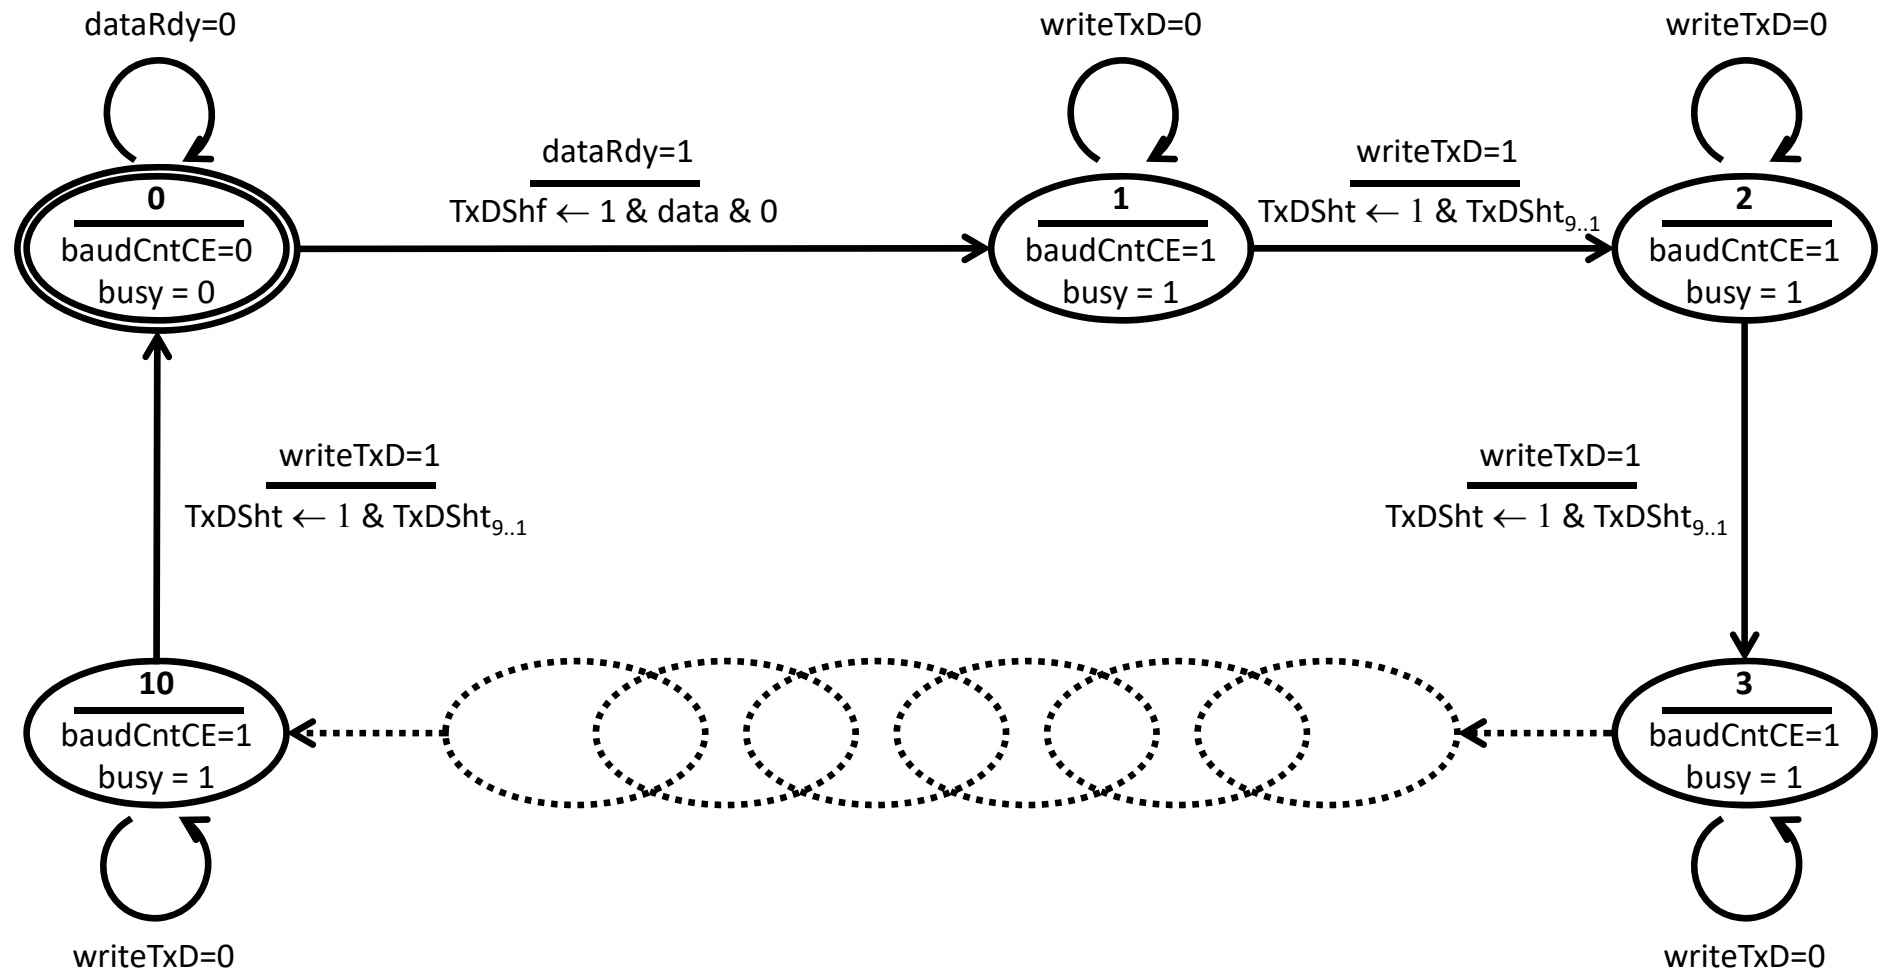 dataRdy=0
writeTxD=0
writeTxD=0
dataRdy=1
TxDShf ← 1 & data & 0
writeTxD=1
TxDSht ← 1 & TxDSht9..1
0
baudCntCE=0
busy = 0
1
baudCntCE=1
busy = 1
2
baudCntCE=1
busy = 1
writeTxD=1
TxDSht ← 1 & TxDSht9..1
writeTxD=1
TxDSht ← 1 & TxDSht9..1
10
baudCntCE=1
busy = 1
3
baudCntCE=1
busy = 1
writeTxD=0
writeTxD=0